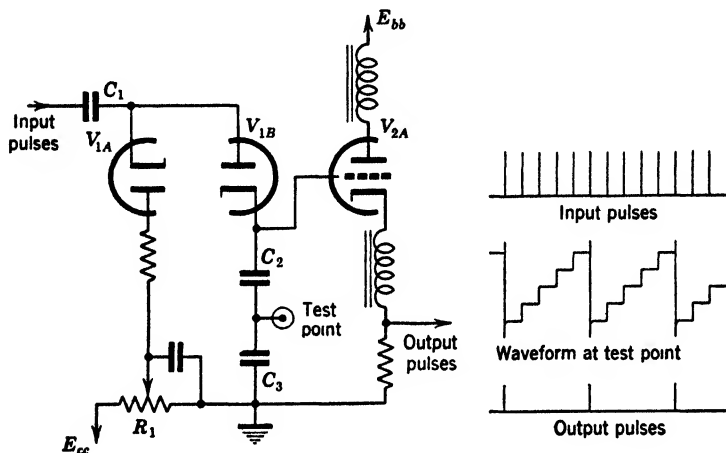 E_bb
C_1
Input
pulses
V_1A
V_1B
V_2A
C_2
Test
point
C_3
Output
pulses
R_1
E_cc
Input pulses
Waveform at test point
Output pulses